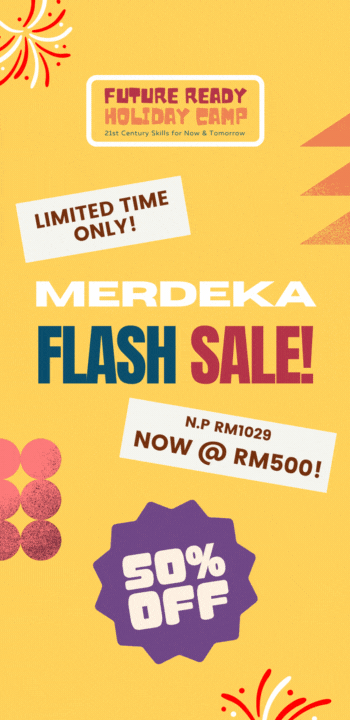 FUTURE READY
HOLIDAY CAMP
21st Century Skills for Now & Tomorrow
LIMITED TIME
ONLY!
MERDEKA
FLASH SALE!
N.P RM1029
NOW @ RM500!
50%
OFF